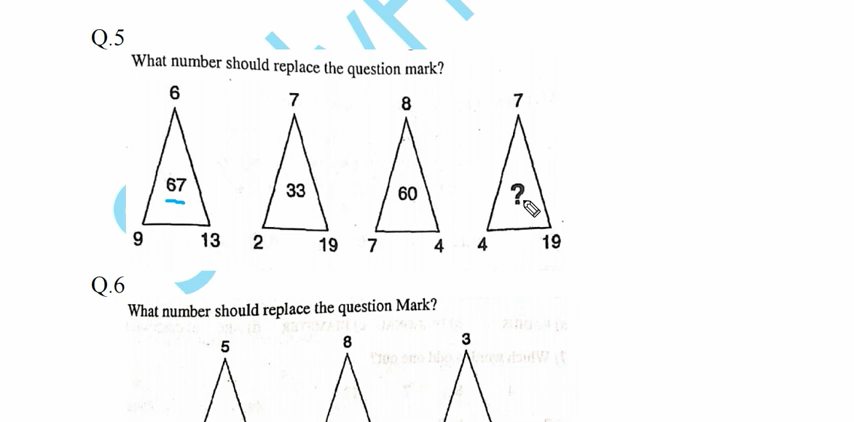 Q.5
What number should replace the question mark?
6 7 8 7
67 33 60 ?
9 13 2 19 7 4 4 19
Q.6
What number should replace the question Mark?
5 8 3